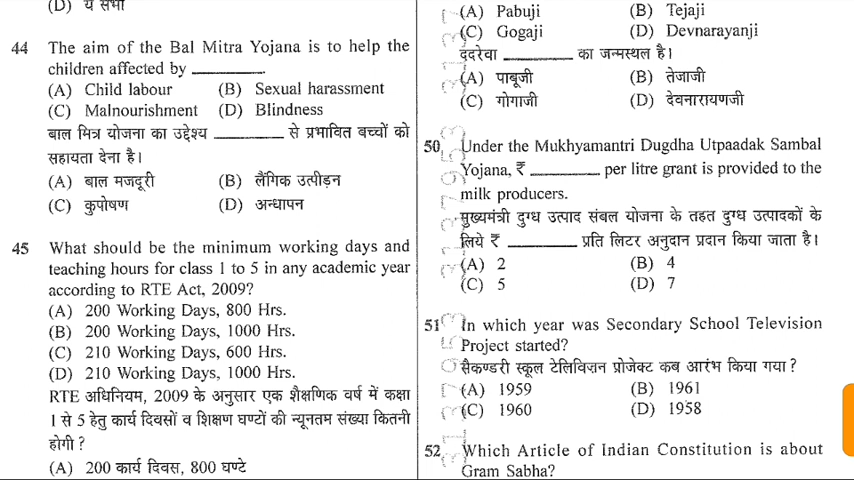 (D) ये सभी
44 The aim of the Bal Mitra Yojana is to help the
children affected by ________.
(A) Child labour (B) Sexual harassment
(C) Malnourishment (D) Blindness
बाल मित्र योजना का उद्देश्य ________ से प्रभावित बच्चों को
सहायता देना है।
(A) बाल मजदूरी (B) लैंगिक उत्पीड़न
(C) कुपोषण (D) अन्धापन
45 What should be the minimum working days and
teaching hours for class 1 to 5 in any academic year
according to RTE Act, 2009?
(A) 200 Working Days, 800 Hrs.
(B) 200 Working Days, 1000 Hrs.
(C) 210 Working Days, 600 Hrs.
(D) 210 Working Days, 1000 Hrs.
RTE अधिनियम, 2009 के अनुसार एक शैक्षणिक वर्ष में कक्षा
1 से 5 हेतु कार्य दिवसों व शिक्षण घण्टों की न्यूनतम संख्या कितनी
होगी ?
(A) 200 कार्य दिवस, 800 घण्टे
(A) Pabuji (B) Tejaji
(C) Gogaji (D) Devnarayanji
ददरेवा ________ का जन्मस्थल है।
(A) पाबूजी (B) तेजाजी
(C) गोगाजी (D) देवनारायणजी
50 Under the Mukhyamantri Dugdha Utpaadak Sambal
Yojana, ₹ ________ per litre grant is provided to the
milk producers.
मुख्यमंत्री दुग्ध उत्पाद संबल योजना के तहत दुग्ध उत्पादकों के
लिये ₹ ________ प्रति लिटर अनुदान प्रदान किया जाता है।
(A) 2 (B) 4
(C) 5 (D) 7
51 In which year was Secondary School Television
Project started?
सैकण्डरी स्कूल टेलिविज़न प्रोजेक्ट कब आरंभ किया गया ?
(A) 1959 (B) 1961
(C) 1960 (D) 1958
52 Which Article of Indian Constitution is about
Gram Sabha?